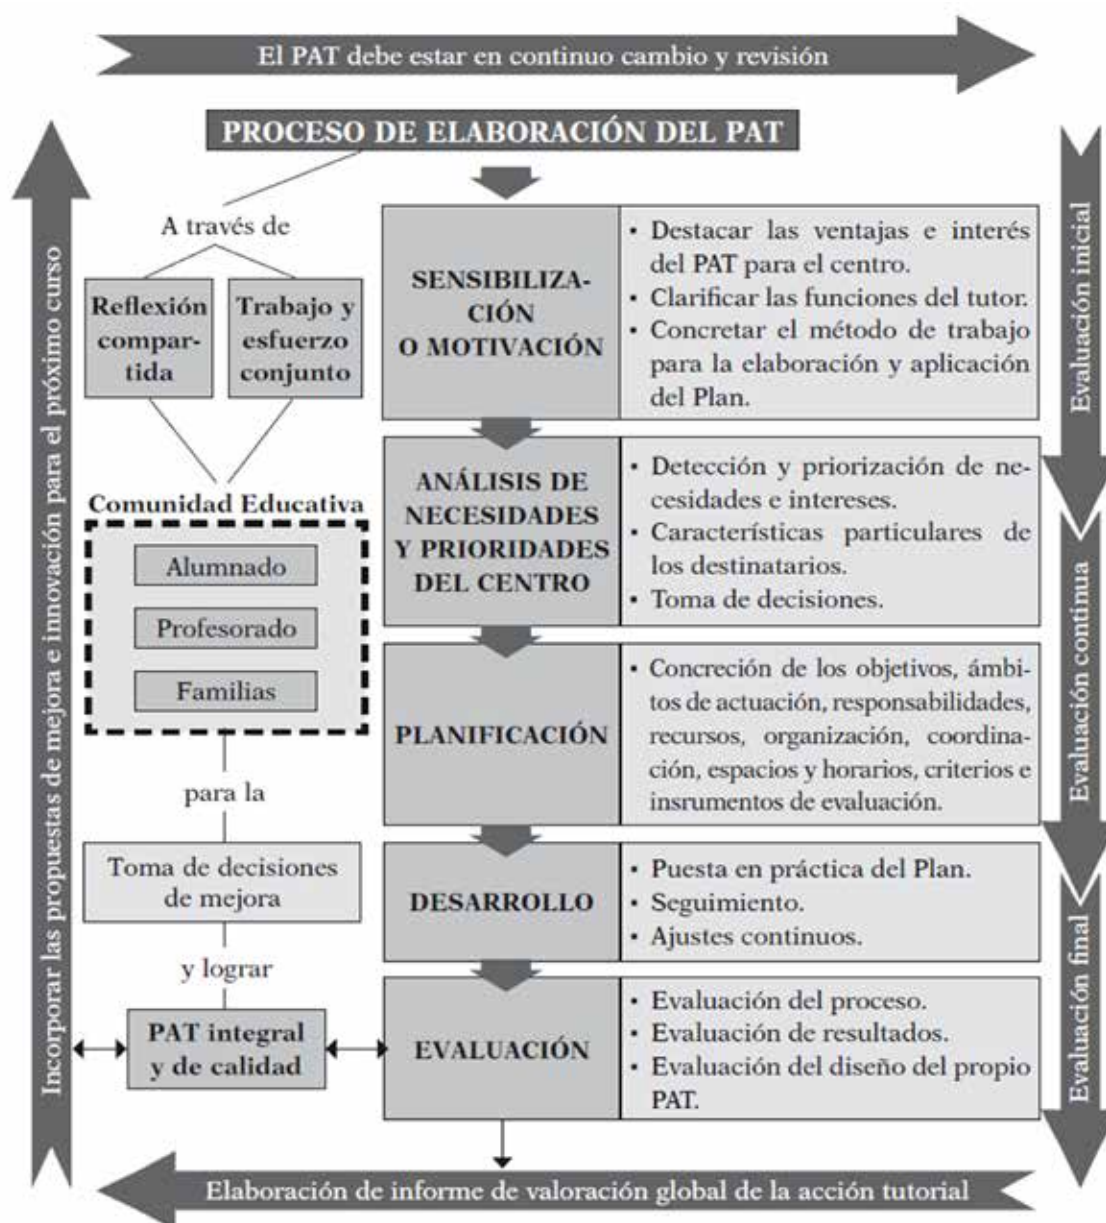 El PAT debe estar en continuo cambio y revisión
PROCESO DE ELABORACIÓN DEL PAT
A través de
Reflexión
compar-
tida
Trabajo y
esfuerzo
conjunto
Comunidad Educativa
Alumnado
Profesorado
Familias
para la
Toma de decisiones
de mejora
y lograr
PAT integral
y de calidad
SENSIBILIZA-
CIÓN
O MOTIVACIÓN
• Destacar las ventajas e interés
del PAT para el centro.
• Clarificar las funciones del tutor.
• Concretar el método de trabajo
para la elaboración y aplicación
del Plan.
ANÁLISIS DE
NECESIDADES
Y PRIORIDADES
DEL CENTRO
• Detección y priorización de ne-
cesidades e intereses.
• Características particulares de
los destinatarios.
• Toma de decisiones.
PLANIFICACIÓN
• Concreción de los objetivos, ámbi-
tos de actuación, responsabilidades,
recursos, organización, coordina-
ción, espacios y horarios, criterios e
insrumentos de evaluación.
DESARROLLO
• Puesta en práctica del Plan.
• Seguimiento.
• Ajustes continuos.
EVALUACIÓN
• Evaluación del proceso.
• Evaluación de resultados.
• Evaluación del diseño del propio
PAT.
Evaluación inicial
Evaluación continua
Evaluación final
Elaboración de informe de valoración global de la acción tutorial
Incorporar las propuestas de mejora e innovación para el próximo curso